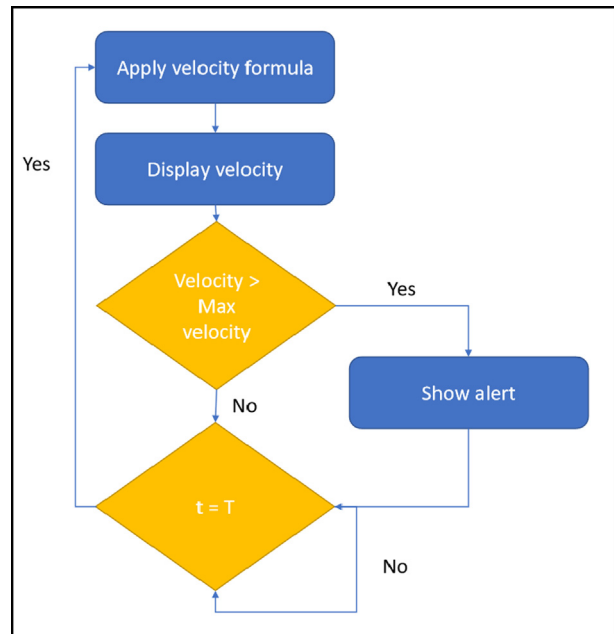 Apply velocity formula
Yes
Display velocity
Velocity >
Max
velocity
Yes
Show alert
No
t = T
No